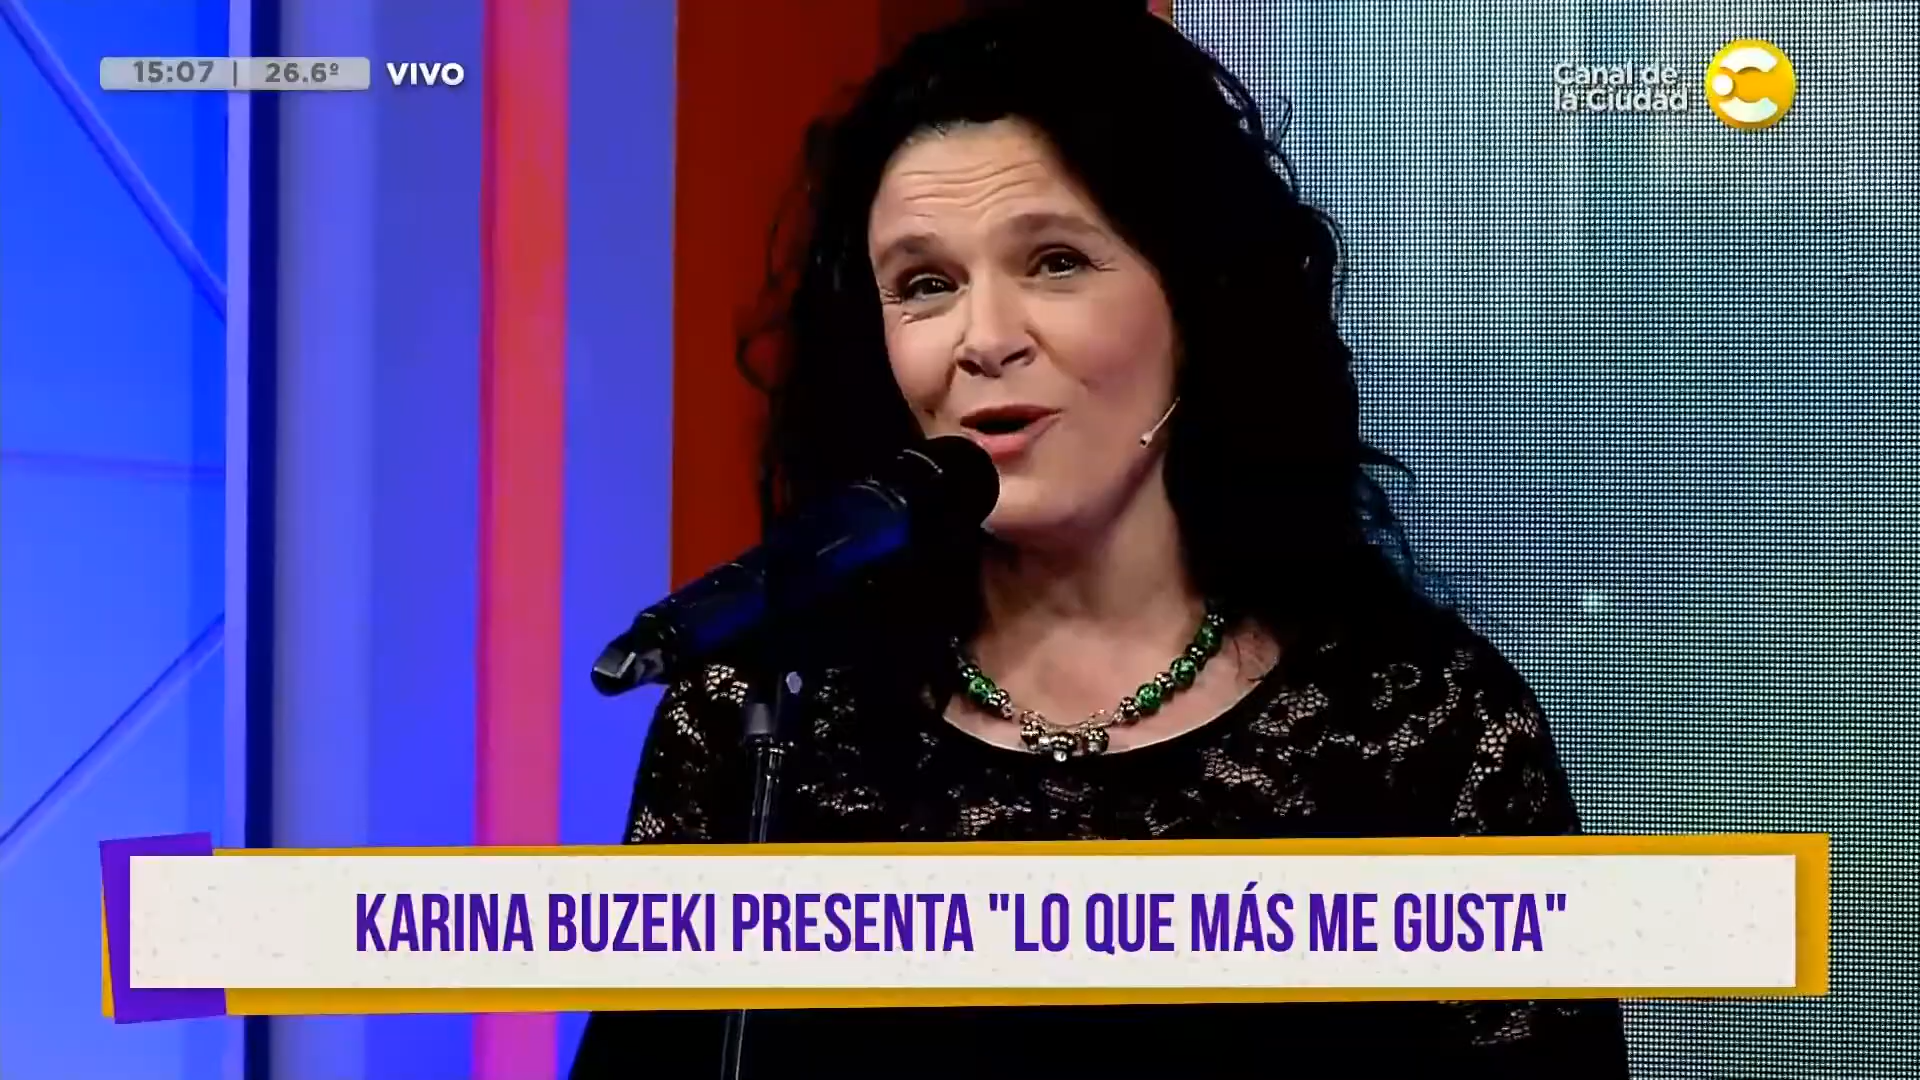 15:07 | 26.6º VIVO
Canal de
la Ciudad
KARINA BUZEKI PRESENTA "LO QUE MÁS ME GUSTA"